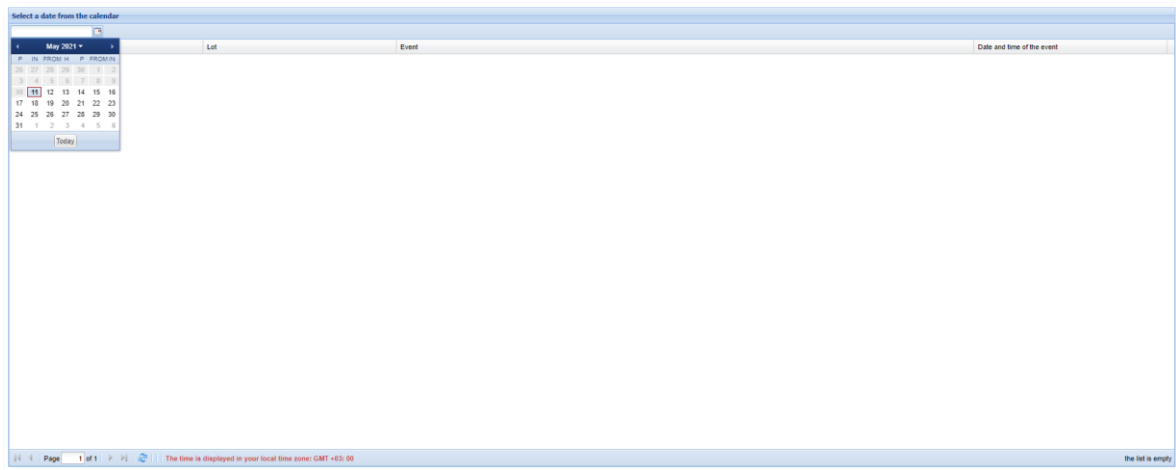 Select a date from the calendar
May 2021
Lot Event Date and time of the event
P IN FROM H P FROM IN
26 27 28 29 30 1 2
3 4 5 6 7 8 9
10 11 12 13 14 15 16
17 18 19 20 21 22 23
24 25 26 27 28 29 30
31 1 2 3 4 5 6
Today
Page 1 of 1 The time is displayed in your local time zone: GMT +03: 00 the list is empty